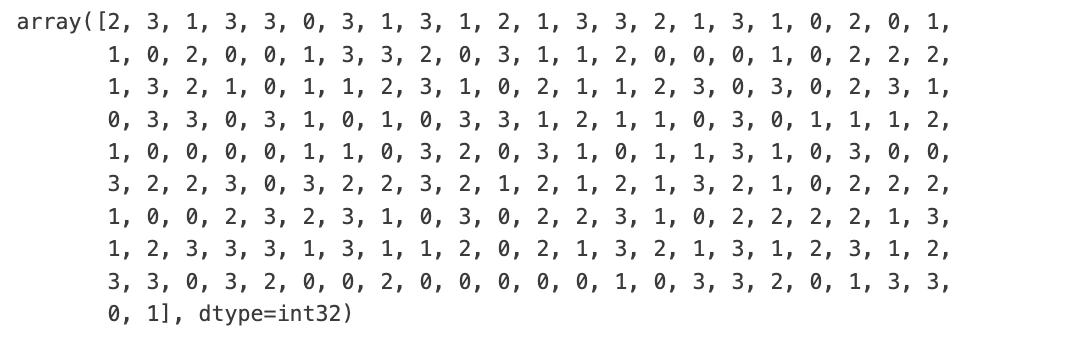 array([2, 3, 1, 3, 3, 0, 3, 1, 3, 1, 2, 1, 3, 3, 2, 1, 3, 1, 0, 2, 0, 1,
1, 0, 2, 0, 0, 1, 3, 3, 2, 0, 3, 1, 1, 2, 0, 0, 0, 1, 0, 2, 2, 2,
1, 3, 2, 1, 0, 1, 1, 2, 3, 1, 0, 2, 1, 1, 2, 3, 0, 3, 0, 2, 3, 1,
0, 3, 3, 0, 3, 1, 0, 1, 0, 3, 3, 1, 2, 1, 1, 0, 3, 0, 1, 1, 1, 2,
1, 0, 0, 0, 0, 1, 1, 0, 3, 2, 0, 3, 1, 0, 1, 1, 3, 1, 0, 3, 0, 0,
3, 2, 2, 3, 0, 3, 2, 2, 3, 2, 1, 2, 1, 2, 1, 3, 2, 1, 0, 2, 2, 2,
1, 0, 0, 2, 3, 2, 3, 1, 0, 3, 0, 2, 2, 3, 1, 0, 2, 2, 2, 2, 1, 3,
1, 2, 3, 3, 3, 1, 3, 1, 1, 2, 0, 2, 1, 3, 2, 1, 3, 1, 2, 3, 1, 2,
3, 3, 0, 3, 2, 0, 0, 2, 0, 0, 0, 0, 0, 1, 0, 3, 3, 2, 0, 1, 3, 3,
0, 1], dtype=int32)